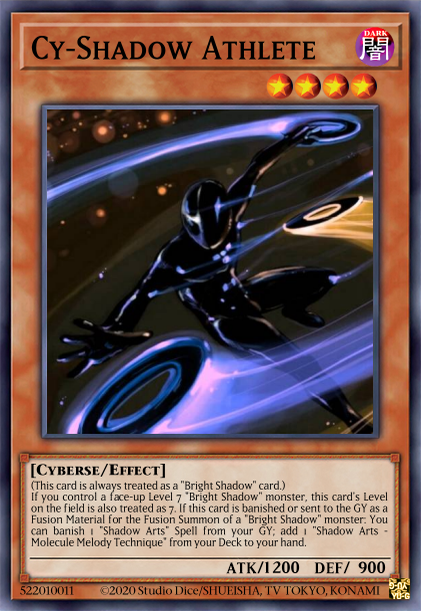 Cy-Shadow Athlete
DARK
闇
[Cyberse/Effect]
(This card is always treated as a "Bright Shadow" card.)
If you control a face-up Level 7 "Bright Shadow" monster, this card's Level
on the field is also treated as 7. If this card is banished or sent to the GY as a
Fusion Material for the Fusion Summon of a "Bright Shadow" monster: You
can banish 1 "Shadow Arts" Spell from your GY; add 1 "Shadow Arts -
Molecule Melody Technique" from your Deck to your hand.
ATK/1200 DEF/ 900
522010011 ©2020 Studio Dice/SHUEISHA, TV TOKYO, KONAMI